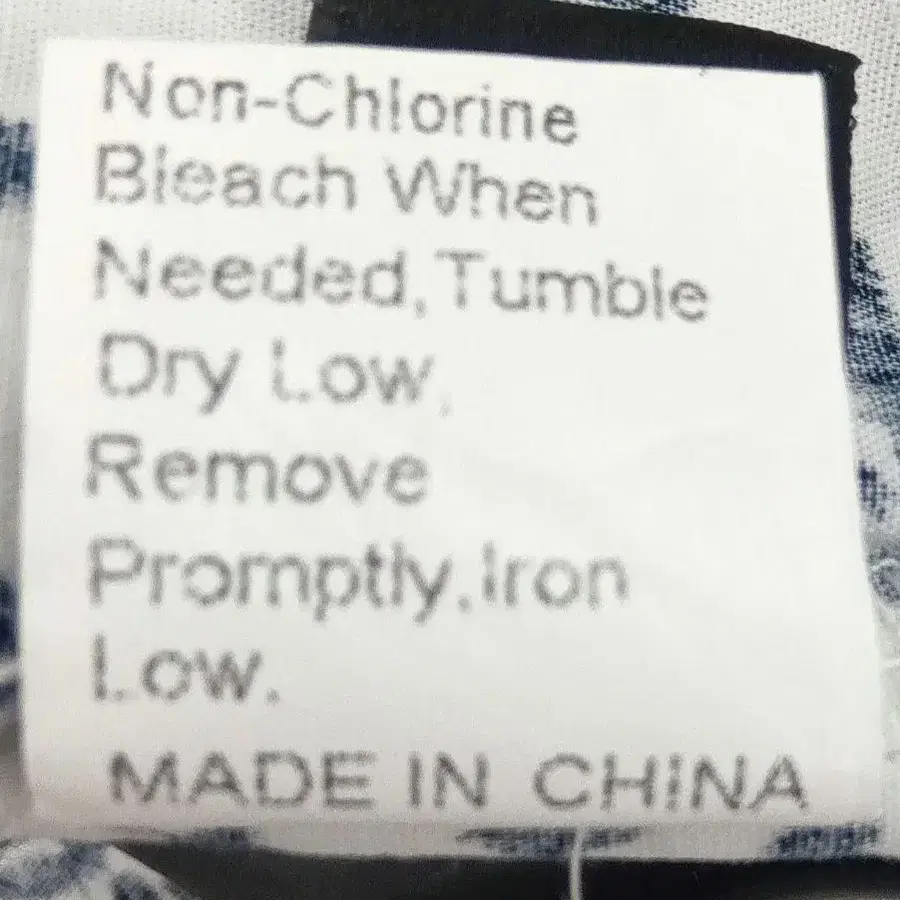 Non-Chlorine
Bleach When
Needed,Tumble
Dry Low,
Remove
Promptly,Iron
Low.
MADE IN CHINA